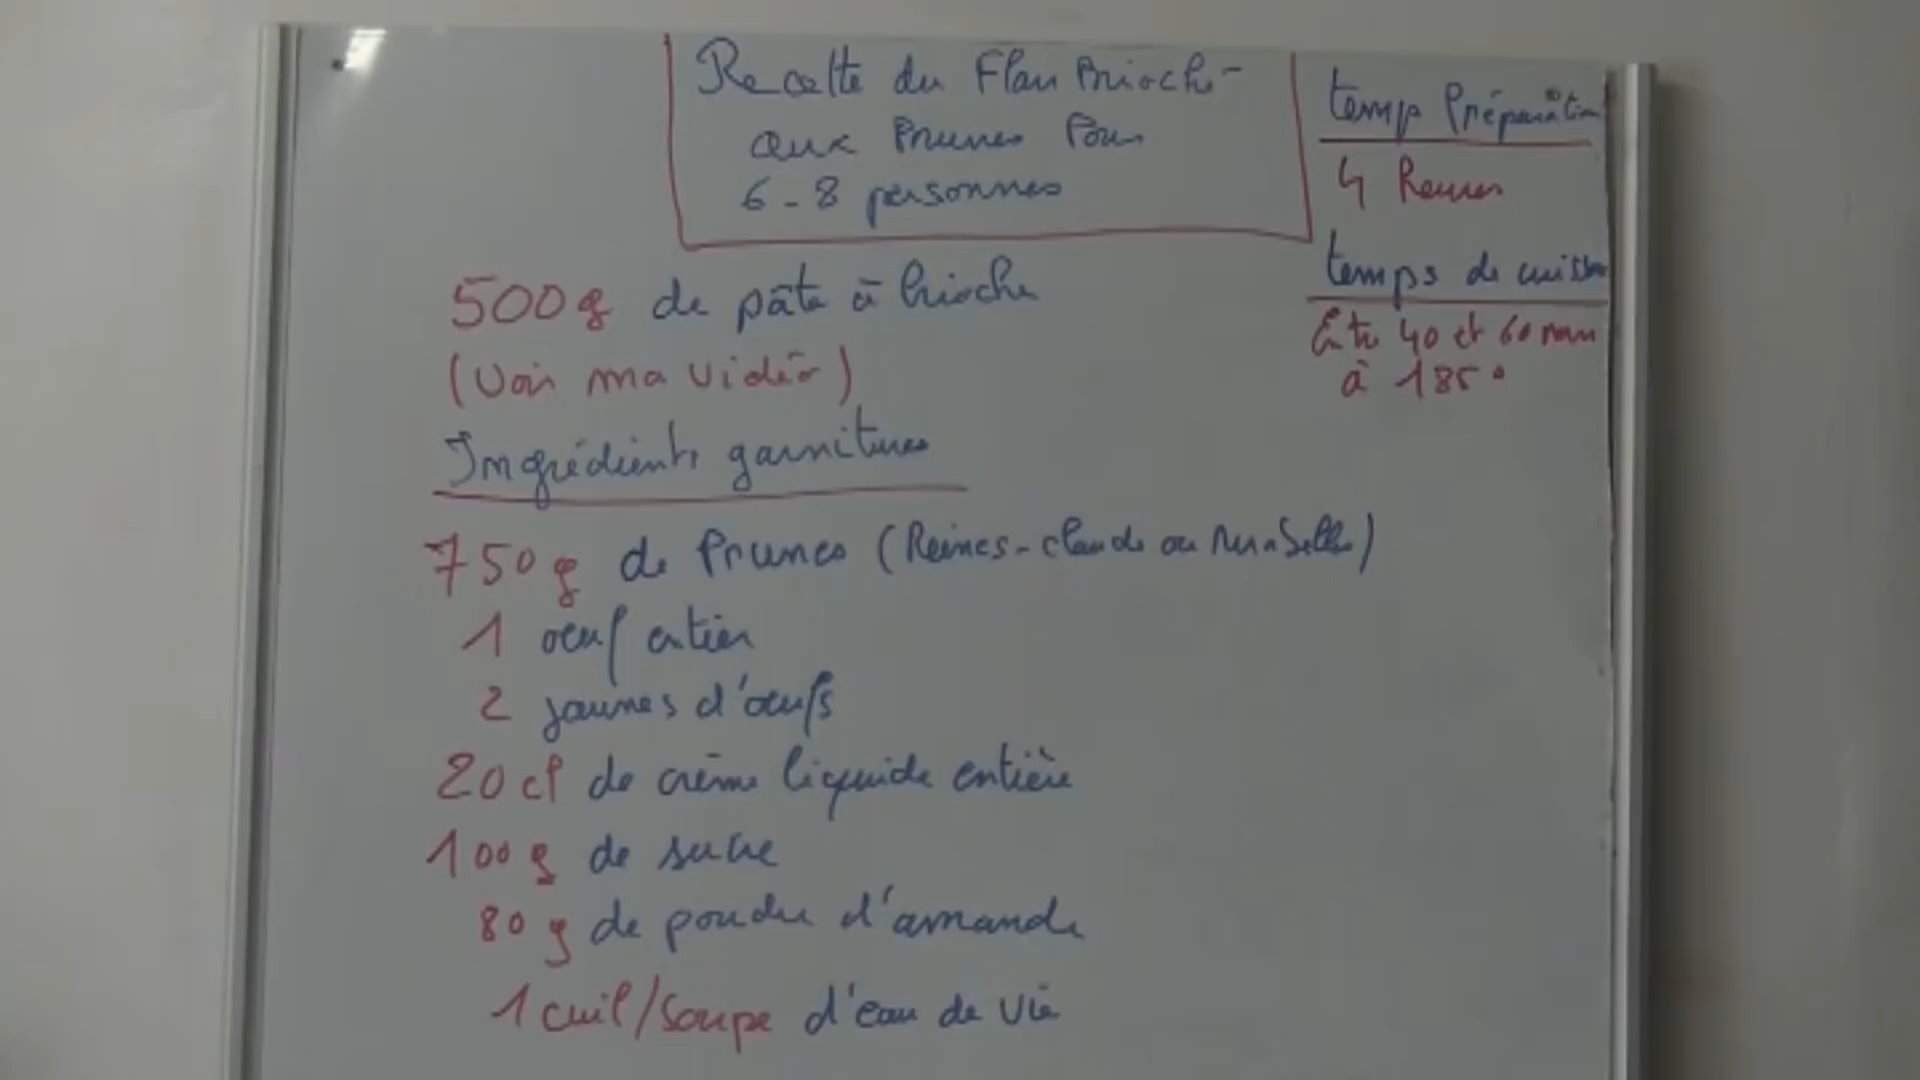 Recette du Flan Brioché
aux Prunes Pour
6-8 personnes
temps Préparation
4 Heures
temps de cuisson
Entre 40 et 60 mn
à 185°
500g de pâte à brioche
(Voir ma vidéo)
Ingrédients garnitures
750g de Prunes (Reines-claude ou Mirabelles)
1 oeuf entier
2 jaunes d'oeufs
20 cl de crème liquide entière
100g de sucre
80g de poudre d'amande
1 cuil/soupe d'eau de vie